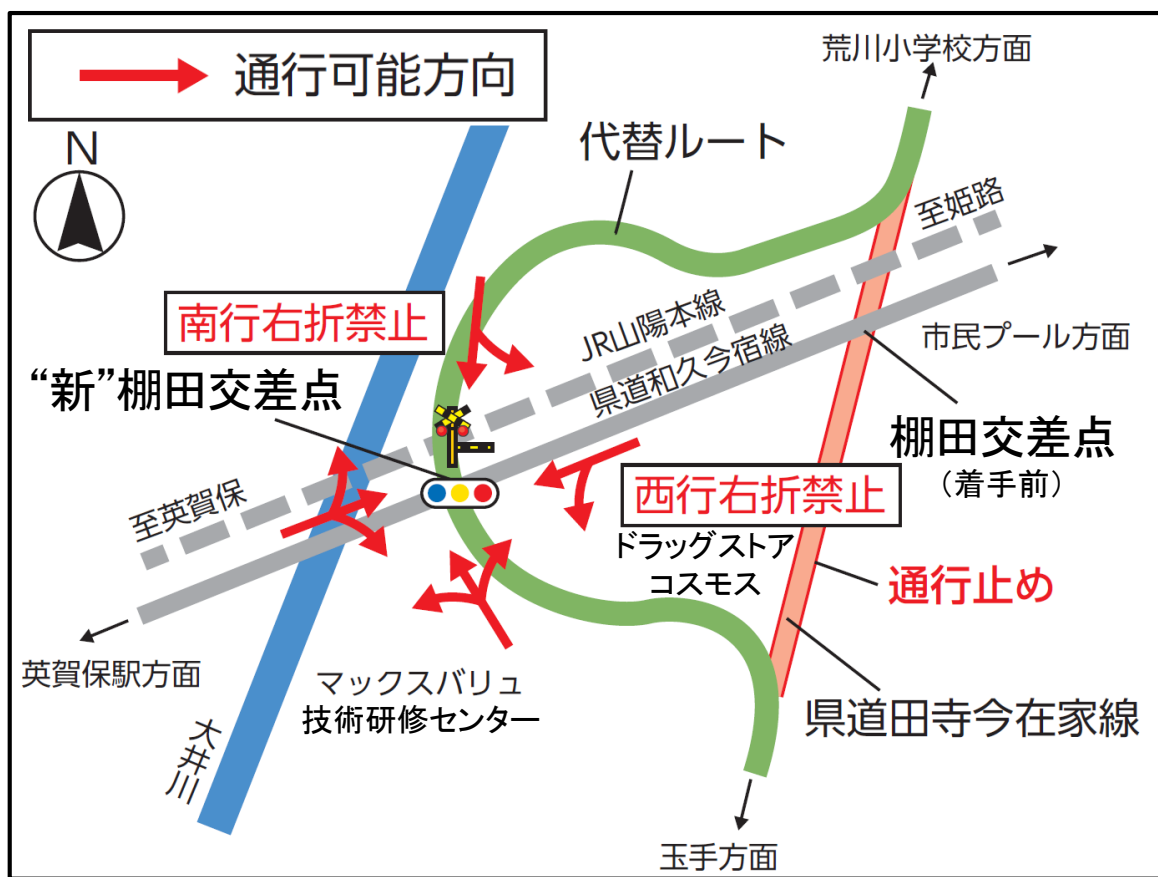 通行可能方向
荒川小学校方面
N
代替ルート
至姫路
南行右折禁止
JR山陽本線
県道和久今宿線
市民プール方面
“新”棚田交差点
棚田交差点
（着手前）
至英賀保
西行右折禁止
ドラッグストア
コスモス
通行止め
英賀保駅方面
マックスバリュ
技術研修センター
県道田寺今在家線
大井川
玉手方面